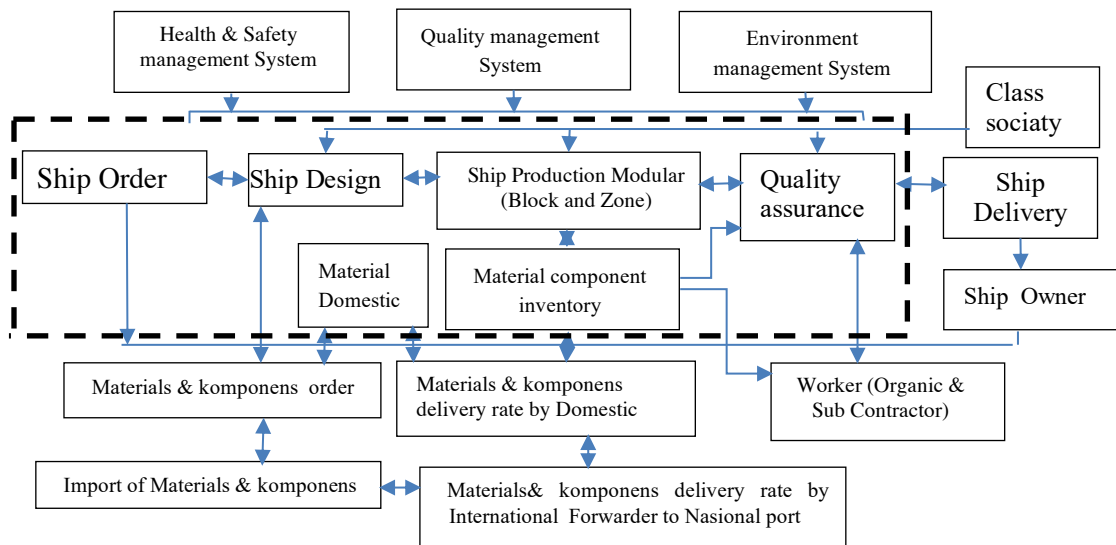 Health & Safety
management System
Quality management
System
Environment
management System
Class
sociaty
Ship Order
Ship Design
Ship Production Modular
(Block and Zone)
Quality
assurance
Ship
Delivery
Material
Domestic
Material component
inventory
Ship Owner
Materials & komponens order
Materials & komponens
delivery rate by Domestic
Worker (Organic &
Sub Contractor)
Import of Materials & komponens
Materials& komponens delivery rate by
International Forwarder to Nasional port